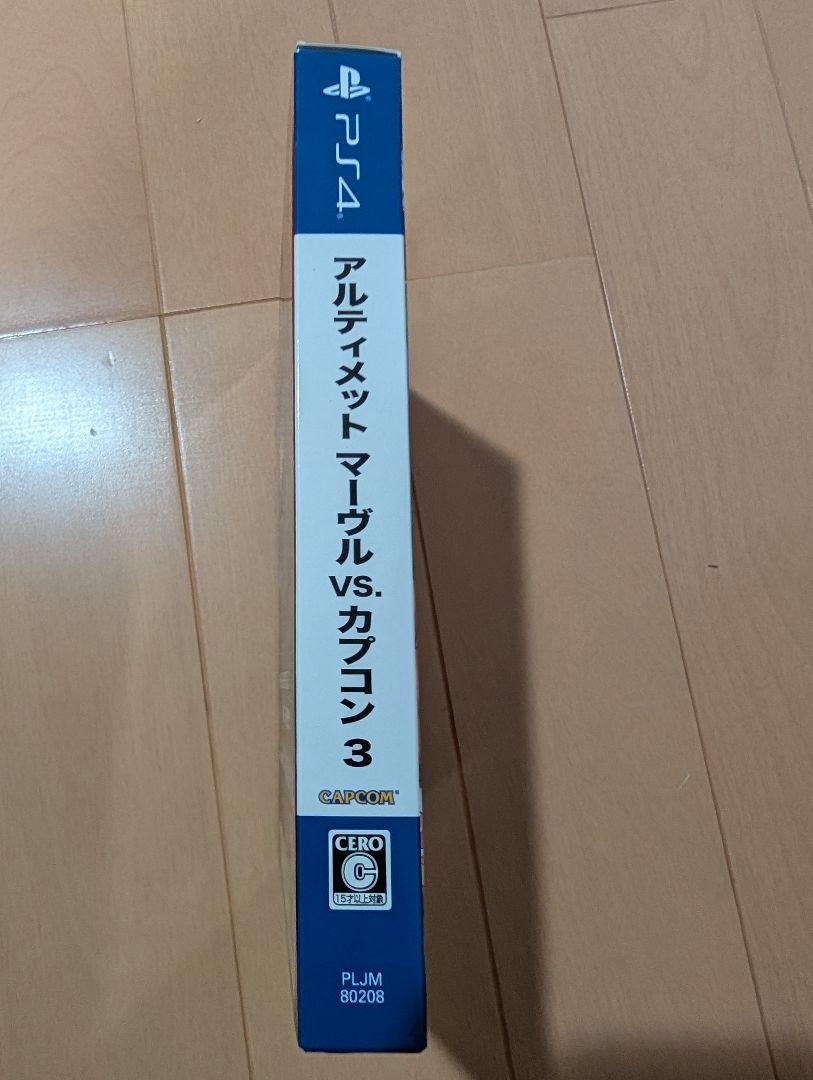 PS4
アルティメット マーヴル VS. カプコン 3
CAPCOM
CERO
C
15才以上対象
PLJM
80208